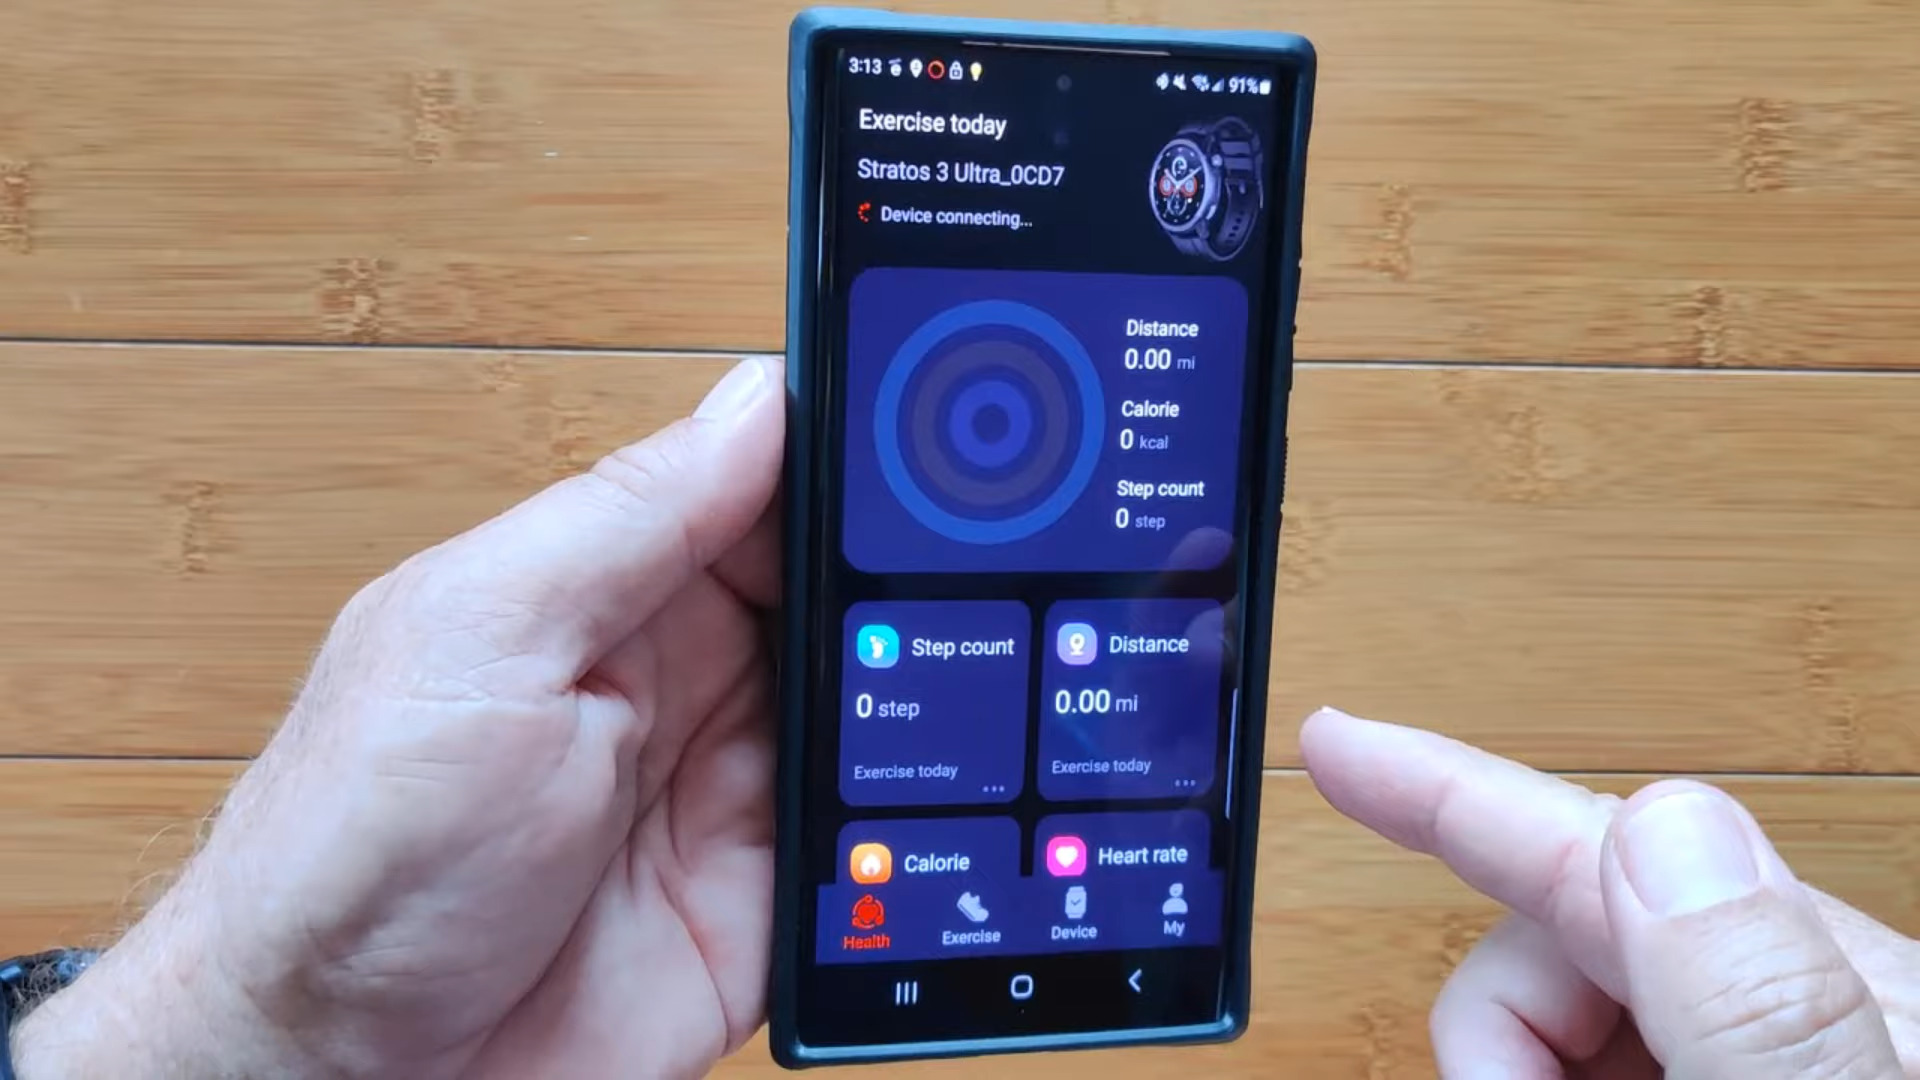 3:13 91%
Exercise today
Stratos 3 Ultra_0CD7
Device connecting...
Distance
0.00 mi
Calorie
0 kcal
Step count
0 step
Step count
0 step
Exercise today
Distance
0.00 mi
Exercise today
Calorie
Heart rate
Health
Exercise
Device
My